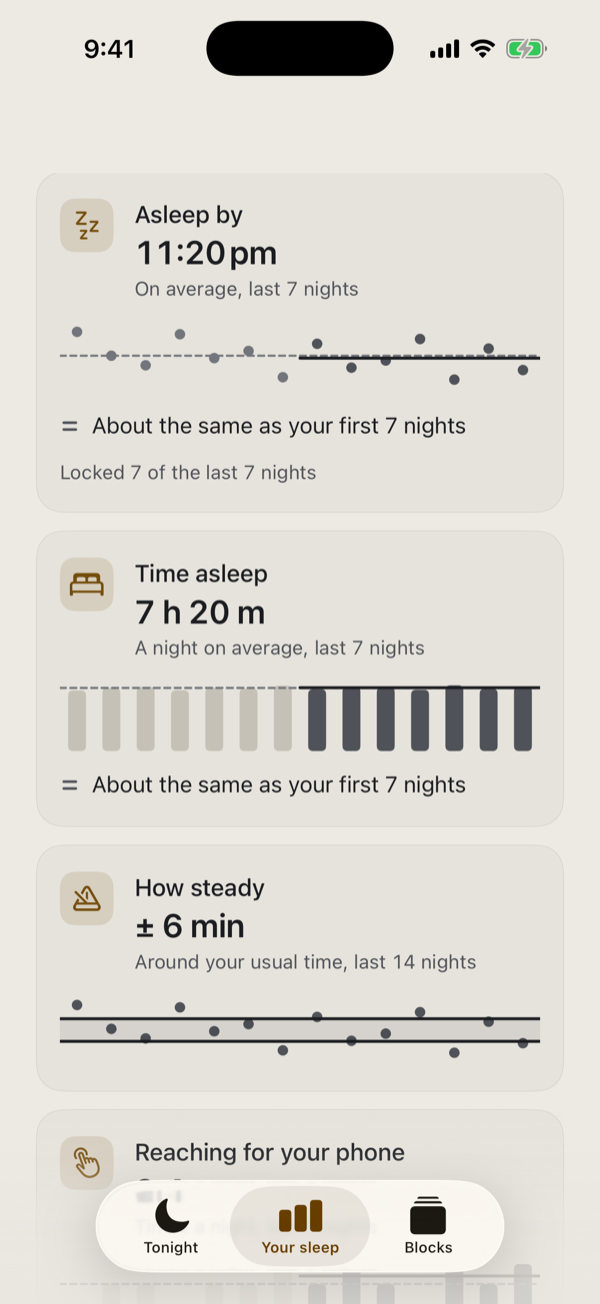 9:41
Asleep by
11:20 pm
On average, last 7 nights
= About the same as your first 7 nights
Locked 7 of the last 7 nights
Time asleep
7 h 20 m
A night on average, last 7 nights
= About the same as your first 7 nights
How steady
± 6 min
Around your usual time, last 14 nights
Reaching for your phone
Tonight
Your sleep
Blocks